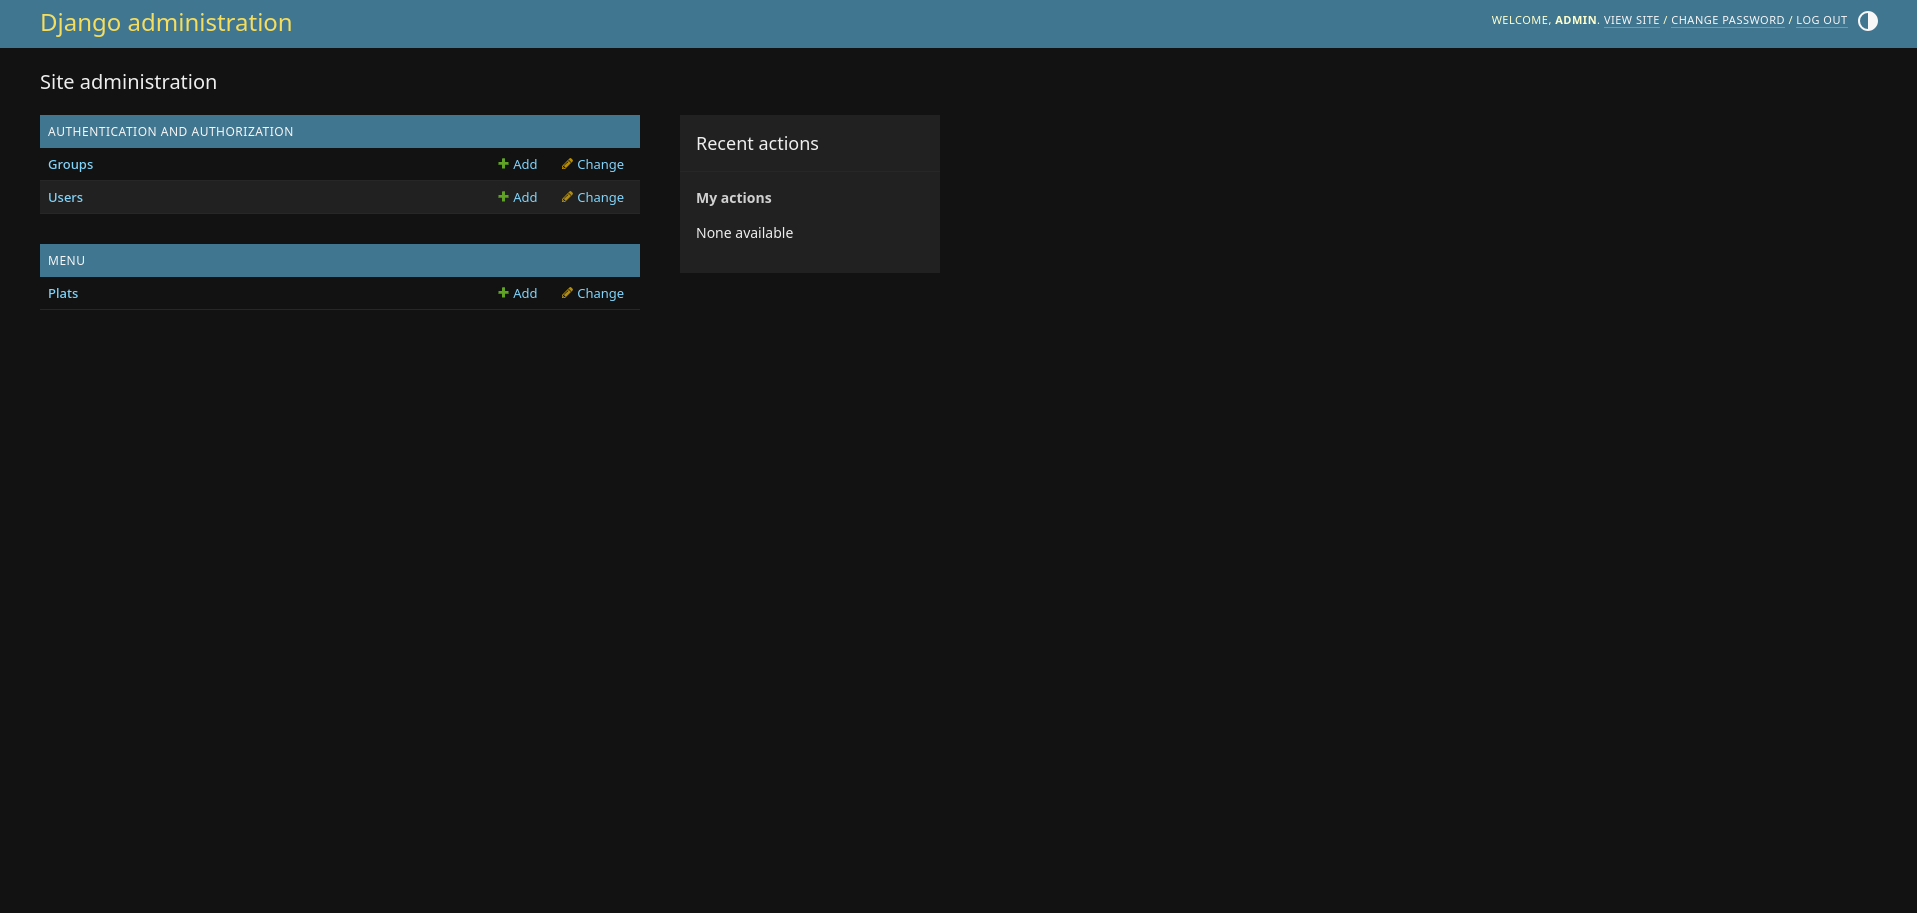 Django administration
WELCOME, ADMIN. VIEW SITE / CHANGE PASSWORD / LOG OUT
Site administration
AUTHENTICATION AND AUTHORIZATION
Groups Add Change
Users Add Change
MENU
Plats Add Change
Recent actions
My actions
None available